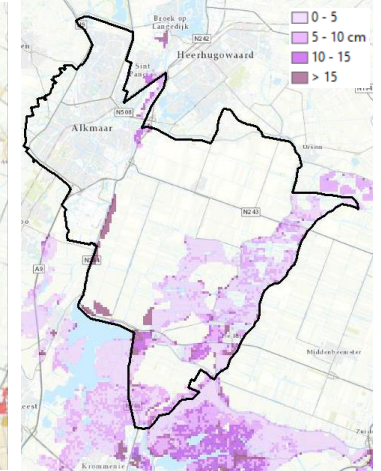 Broek op
Langedijk
N242
Heerhugowaard
0 - 5
5 - 10 cm
10 - 15
> 15
Sint
Pancras
N508
Alkmaar
Ursem
N243
A9
Middenbeemster
Krommenie